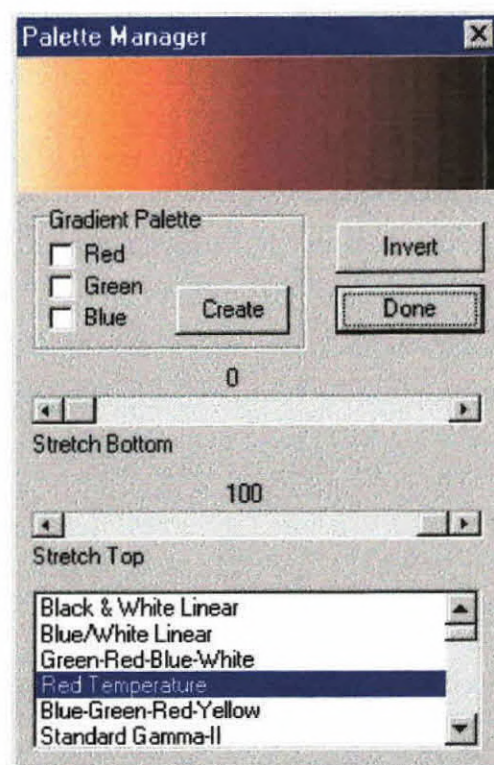 Palette Manager
Gradient Palette
Red
Green
Blue
Create
Invert
Done
0
Stretch Bottom
100
Stretch Top
Black & White Linear
Blue/White Linear
Green-Red-Blue-White
Red Temperature
Blue-Green-Red-Yellow
Standard Gamma-II